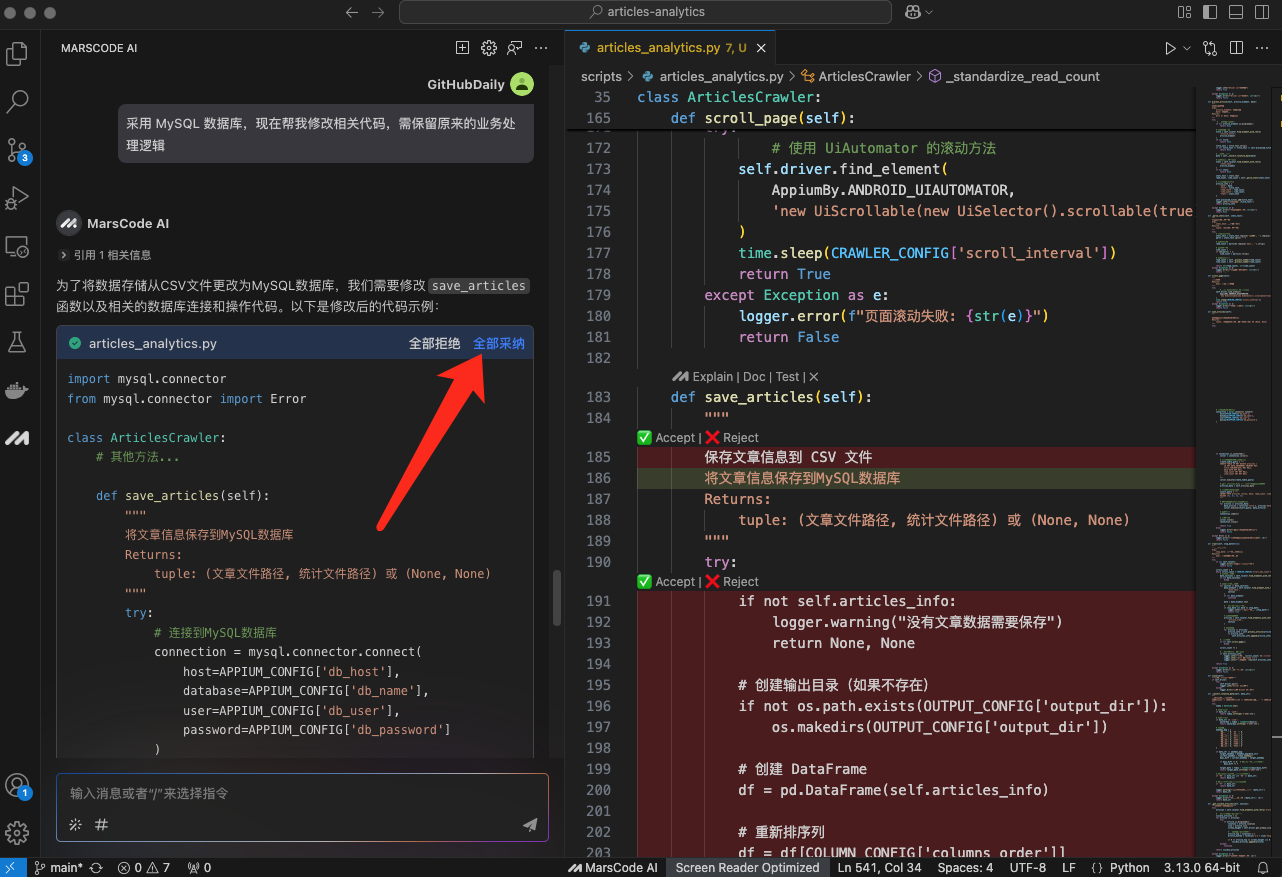 articles-analytics
MARSCODE AI
GitHubDaily
采用 MySQL 数据库，现在帮我修改相关代码，需保留原来的业务处
理逻辑
MarsCode AI
引用 1 相关信息
为了将数据存储从CSV文件更改为MySQL数据库，我们需要修改 save_articles
函数以及相关的数据库连接和操作代码。以下是修改后的代码示例：
articles_analytics.py 全部拒绝 全部采纳
import mysql.connector
from mysql.connector import Error
class ArticlesCrawler:
# 其他方法...
def save_articles(self):
"""
将文章信息保存到MySQL数据库
Returns:
tuple: (文章文件路径, 统计文件路径) 或 (None, None)
"""
try:
# 连接到MySQL数据库
connection = mysql.connector.connect(
host=APPIUM_CONFIG['db_host'],
database=APPIUM_CONFIG['db_name'],
user=APPIUM_CONFIG['db_user'],
password=APPIUM_CONFIG['db_password']
)
输入消息或者“/”来选择指令
3
1
articles_analytics.py 7, U
scripts > articles_analytics.py > ArticlesCrawler > _standardize_read_count
35 class ArticlesCrawler:
165 def scroll_page(self):
171 try:
172 # 使用 UiAutomator 的滚动方法
173 self.driver.find_element(
174 AppiumBy.ANDROID_UIAUTOMATOR,
175 'new UiScrollable(new UiSelector().scrollable(true
176 )
177 time.sleep(CRAWLER_CONFIG['scroll_interval'])
178 return True
179 except Exception as e:
180 logger.error(f"页面滚动失败: {str(e)}")
181 return False
182
Explain | Doc | Test | X
183 def save_articles(self):
184 """
Accept | Reject
185 保存文章信息到 CSV 文件
186 将文章信息保存到MySQL数据库
187 Returns:
188 tuple: (文章文件路径, 统计文件路径) 或 (None, None)
189 """
190 try:
Accept | Reject
191 if not self.articles_info:
192 logger.warning("没有文章数据需要保存")
193 return None, None
194
195 # 创建输出目录（如果不存在）
196 if not os.path.exists(OUTPUT_CONFIG['output_dir']):
197 os.makedirs(OUTPUT_CONFIG['output_dir'])
198
199 # 创建 DataFrame
200 df = pd.DataFrame(self.articles_info)
201
202 # 重新排序列
203 df = df[COLUMN_CONFIG['columns_order']]
main* 0 7 0 MarsCode AI Screen Reader Optimized Ln 541, Col 34 Spaces: 4 UTF-8 LF {} Python 3.13.0 64-bit